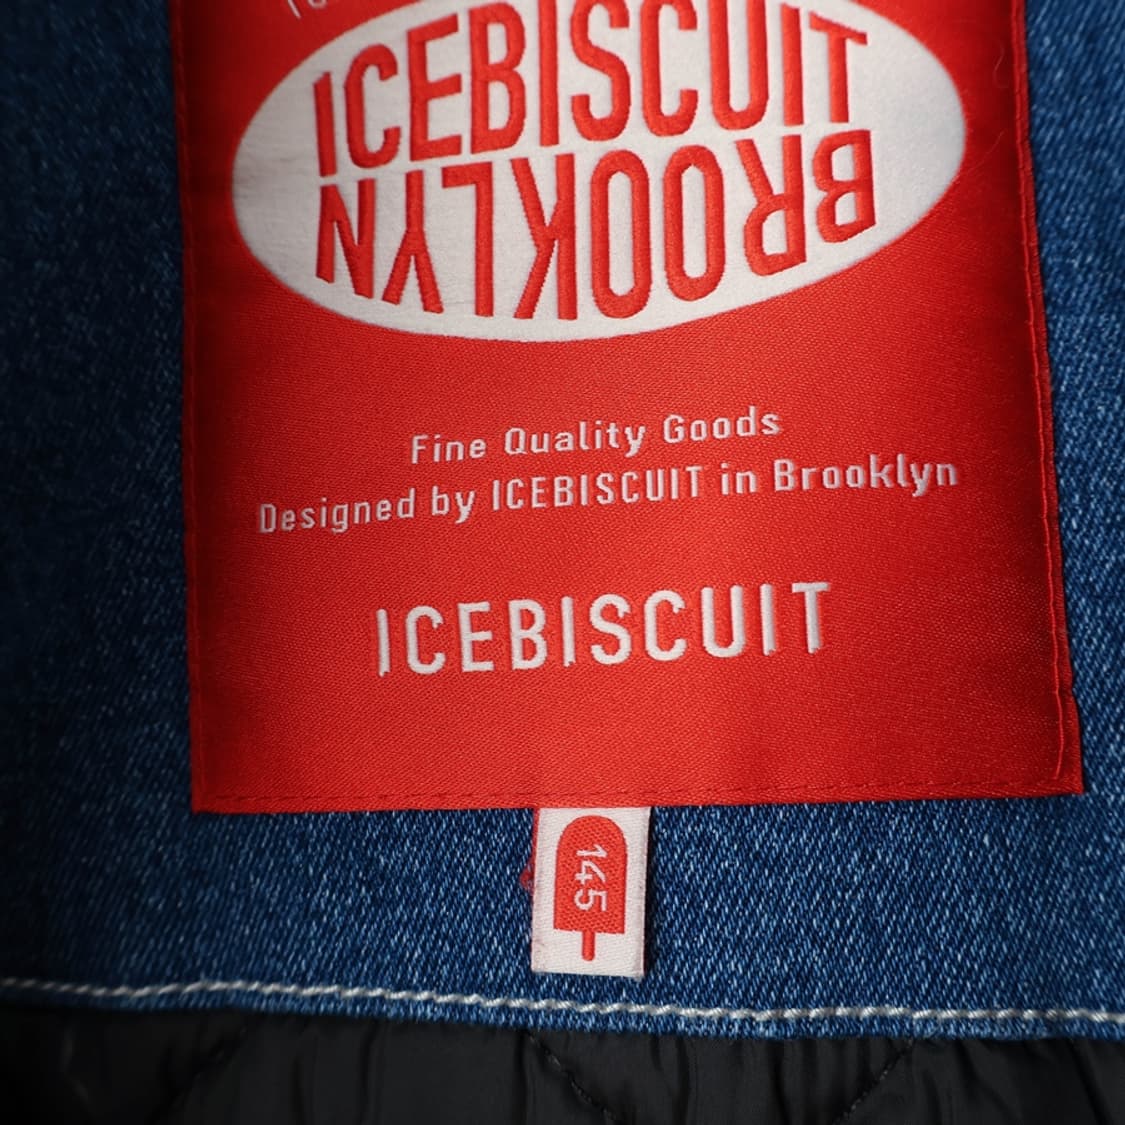 ICEBISCUIT
BROOKLYN
Fine Quality Goods
Designed by ICEBISCUIT in Brooklyn
ICEBISCUIT
145